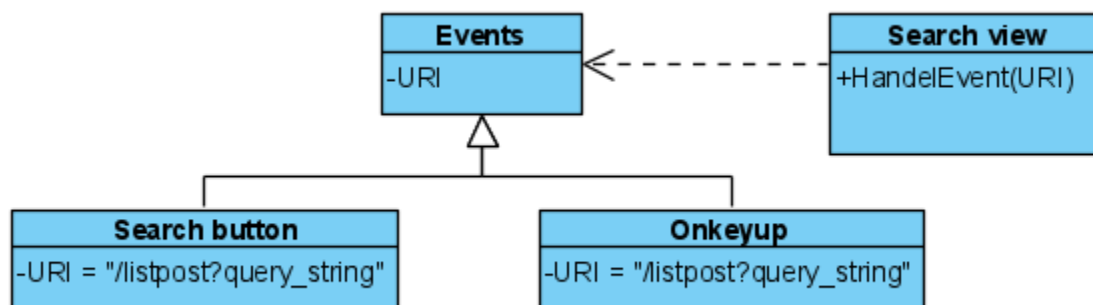 Events
-URI
Search view
+HandelEvent(URI)
Search button
-URI = "/listpost?query_string"
Onkeyup
-URI = "/listpost?query_string"